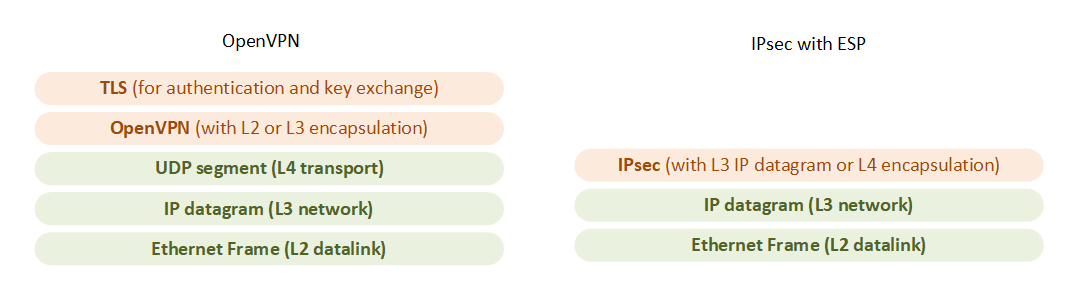 OpenVPN
TLS (for authentication and key exchange)
OpenVPN (with L2 or L3 encapsulation)
UDP segment (L4 transport)
IP datagram (L3 network)
Ethernet Frame (L2 datalink)
IPsec with ESP
IPsec (with L3 IP datagram or L4 encapsulation)
IP datagram (L3 network)
Ethernet Frame (L2 datalink)